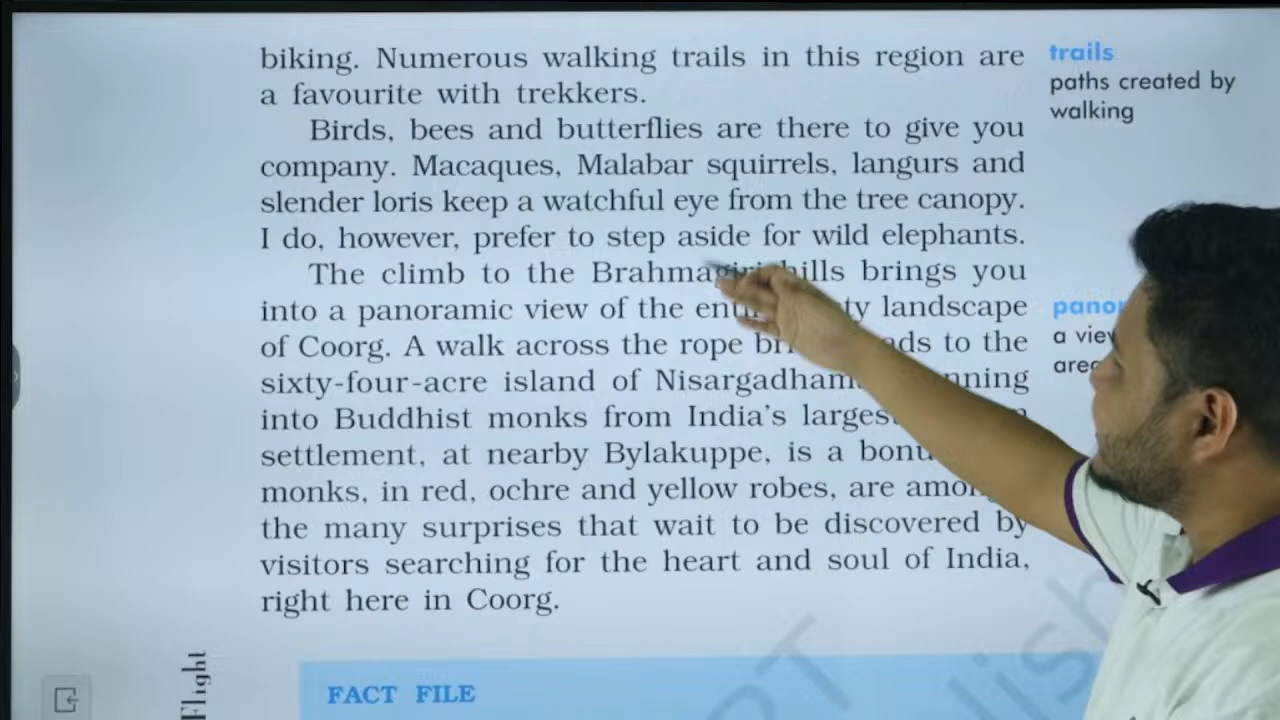 biking. Numerous walking trails in this region are
a favourite with trekkers.
Birds, bees and butterflies are there to give you
company. Macaques, Malabar squirrels, langurs and
slender loris keep a watchful eye from the tree canopy.
I do, however, prefer to step aside for wild elephants.
The climb to the Brahmagiri hills brings you
into a panoramic view of the landscape
of Coorg. A walk across the rope to the
sixty-four-acre island of
into Buddhist monks from India's
settlement, at nearby Bylakuppe, is a
monks, in red, ochre and yellow robes, are
the many surprises that wait to be discovered by
visitors searching for the heart and soul of India,
right here in Coorg.
trails
paths created by
walking
a
FACT FILE
Flight